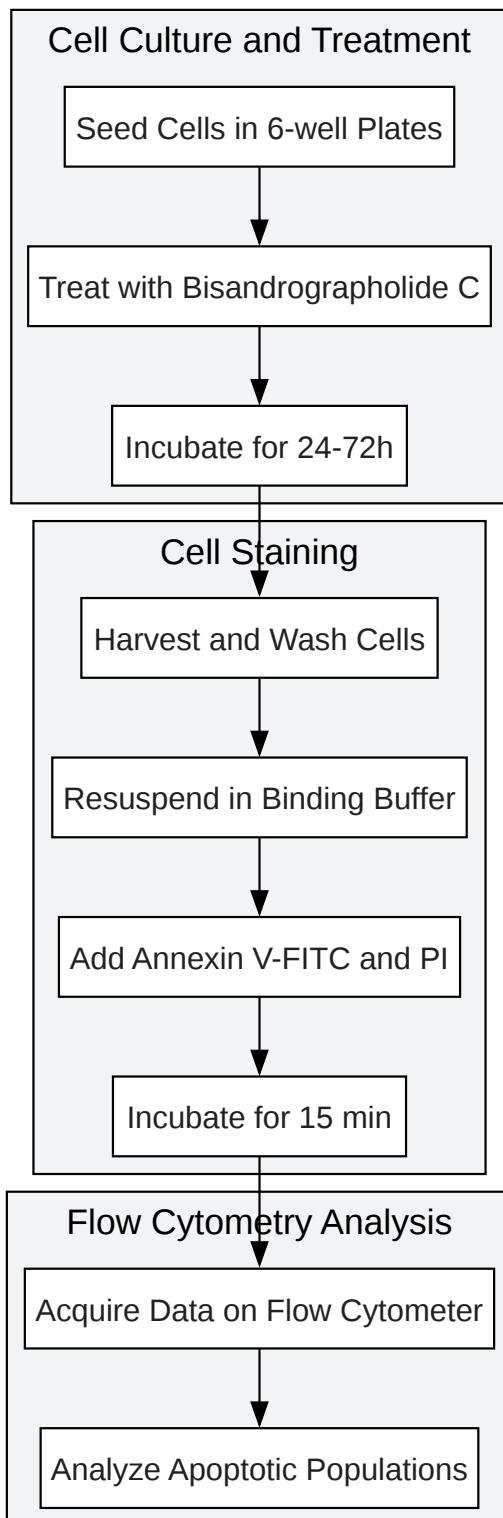 Cell Culture and Treatment
Seed Cells in 6-well Plates
Treat with Bisandrographolide C
Incubate for 24-72h
Cell Staining
Harvest and Wash Cells
Resuspend in Binding Buffer
Add Annexin V-FITC and PI
Incubate for 15 min
Flow Cytometry Analysis
Acquire Data on Flow Cytometer
Analyze Apoptotic Populations